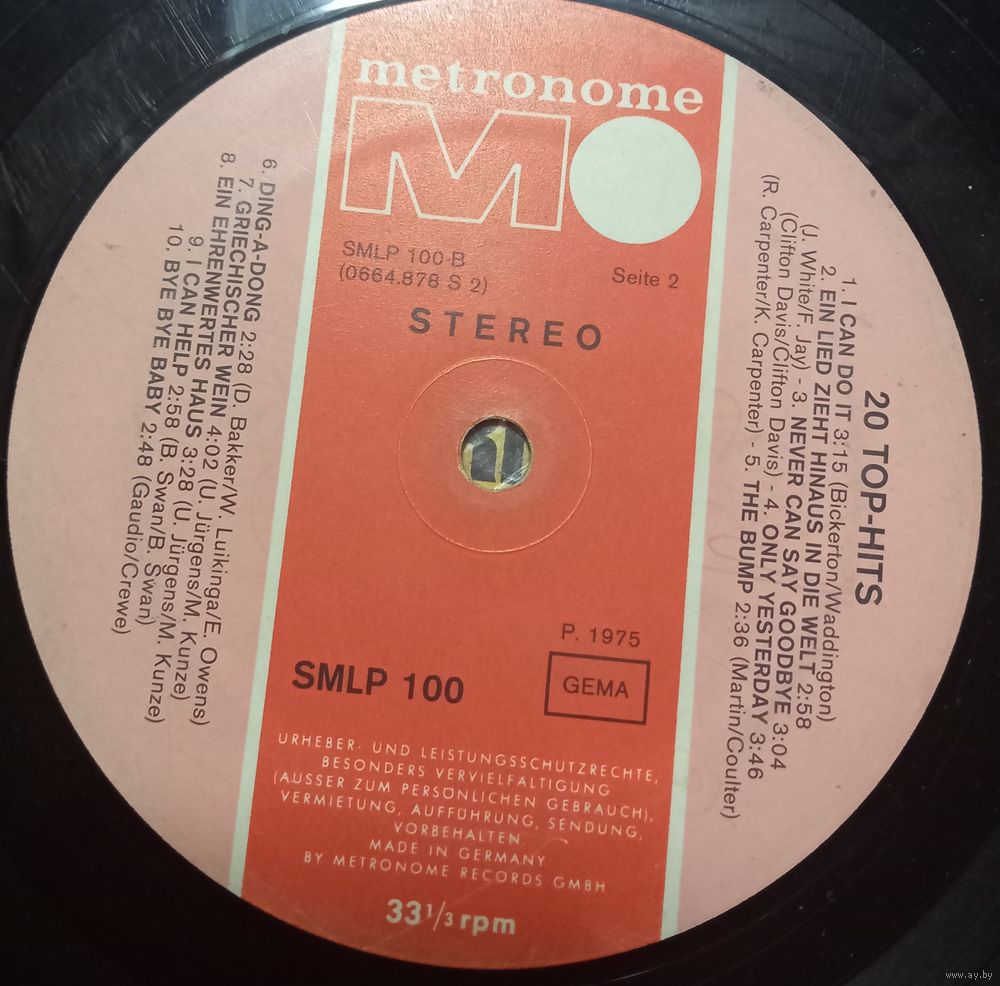 metronome
MO
SMLP 100-B
(0664.878 S 2)
Seite 2
STEREO
20 TOP-HITS
1. I CAN DO IT 3:15 (Bickerton/Waddington)
2. EIN LIED ZIEHT HINAUS IN DIE WELT 2:58
(J. White/F. Jay) - 3. NEVER CAN SAY GOODBYE 3:04
(Clifton Davis/Clifton Davis) - 4. ONLY YESTERDAY 3:46
(R. Carpenter/K. Carpenter) - 5. THE BUMP 2:36 (Martin/Coulter)
6. DING-A-DONG 2:28 (D. Bakker/W. Luikinga/E. Owens)
7. GRIECHISCHER WEIN 4:02 (U. Jürgens/M. Kunze)
8. EIN EHRENWERTES HAUS 3:28 (U. Jürgens/M. Kunze)
9. I CAN HELP 2:58 (B. Swan/B. Swan)
10. BYE BYE BABY 2:48 (Gaudio/Crewe)
P. 1975
GEMA
SMLP 100
URHEBER- UND LEISTUNGSSCHUTZRECHTE,
BESONDERS VERVIELFALTIGUNG
(AUSSER ZUM PERSÖNLICHEN GEBRAUCH),
VERMIETUNG, AUFFÜHRUNG, SENDUNG,
VORBEHALTEN
MADE IN GERMANY
BY METRONOME RECORDS GMBH
33 1/3 rpm
www.ay.by